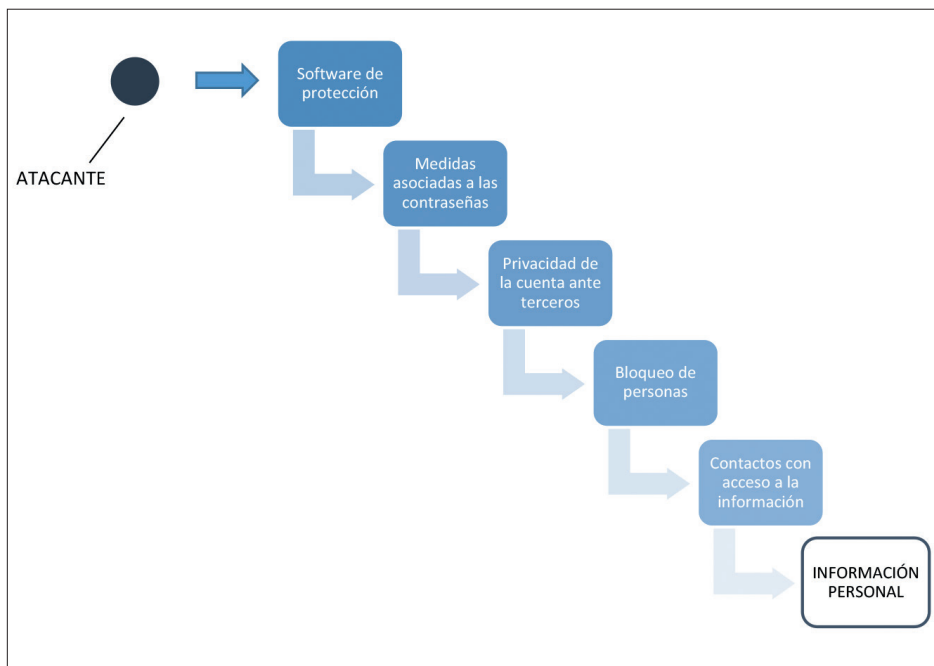 ATACANTE
Software de
protección
Medidas
asociadas a las
contraseñas
Privacidad de
la cuenta ante
terceros
Bloqueo de
personas
Contactos con
acceso a la
información
INFORMACIÓN
PERSONAL